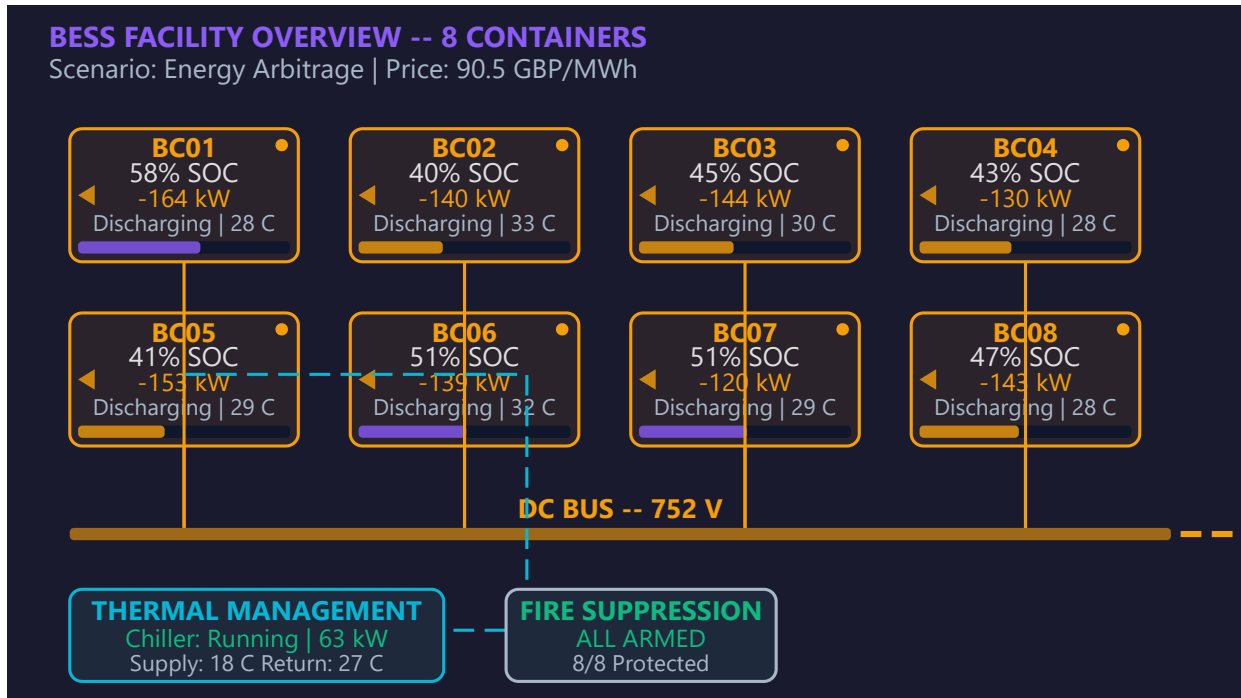 BESS FACILITY OVERVIEW -- 8 CONTAINERS
Scenario: Energy Arbitrage | Price: 90.5 GBP/MWh
BC01
58% SOC
-164 kW
Discharging | 28 C
BC02
40% SOC
-140 kW
Discharging | 33 C
BC03
45% SOC
-144 kW
Discharging | 30 C
BC04
43% SOC
-130 kW
Discharging | 28 C
BC05
41% SOC
-153 kW
Discharging | 29 C
BC06
51% SOC
-139 kW
Discharging | 32 C
BC07
51% SOC
-120 kW
Discharging | 29 C
BC08
47% SOC
-143 kW
Discharging | 28 C
DC BUS -- 752 V
THERMAL MANAGEMENT
Chiller: Running | 63 kW
Supply: 18 C Return: 27 C
FIRE SUPPRESSION
ALL ARMED
8/8 Protected